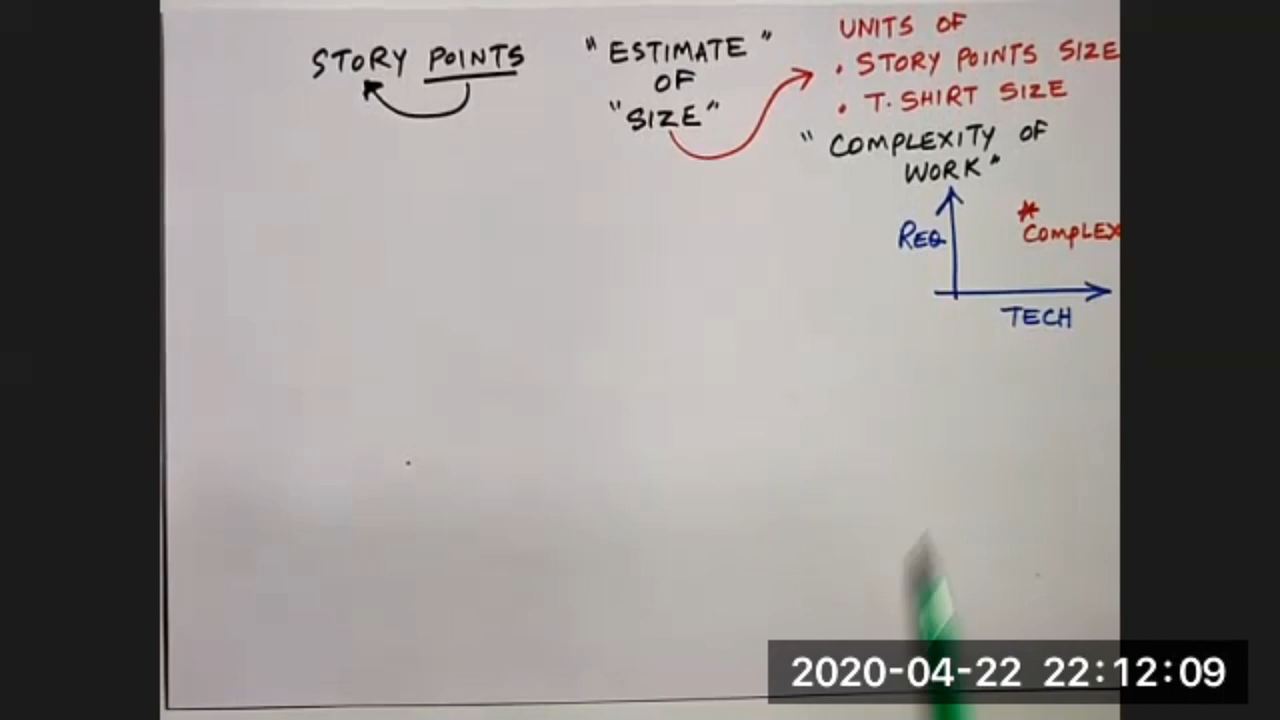 STORY POINTS
"ESTIMATE"
OF
"SIZE"
UNITS OF
• STORY POINTS SIZE
• T.SHIRT SIZE
"COMPLEXITY OF
WORK"
REQ
*
COMPLEX
TECH
2020-04-22 22:12:09